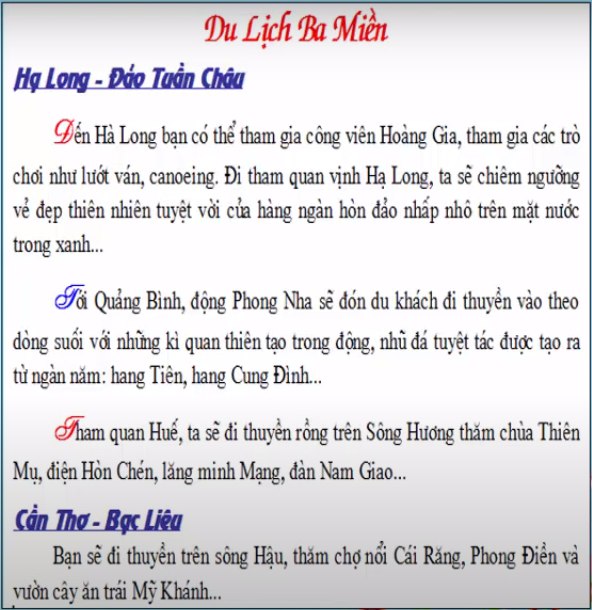 Du Lịch Ba Miền
Hạ Long - Đảo Tuần Châu
Đến Hà Long bạn có thể tham gia công viên Hoàng Gia, tham gia các trò
chơi như lướt ván, canoeing. Đi tham quan vịnh Hạ Long, ta sẽ chiêm ngưỡng
vẻ đẹp thiên nhiên tuyệt vời của hàng ngàn hòn đảo nhấp nhô trên mặt nước
trong xanh...
Tới Quảng Bình, động Phong Nha sẽ đón du khách đi thuyền vào theo
dòng suối với những kì quan thiên tạo trong động, nhũ đá tuyệt tác được tạo ra
từ ngàn năm: hang Tiên, hang Cung Đình...
Tham quan Huế, ta sẽ đi thuyền rồng trên Sông Hương thăm chùa Thiên
Mụ, điện Hòn Chén, lăng minh Mạng, đàn Nam Giao...
Cần Thơ - Bạc Liêu
Bạn sẽ đi thuyền trên sông Hậu, thăm chợ nổi Cái Răng, Phong Điền và
vườn cây ăn trái Mỹ Khánh...